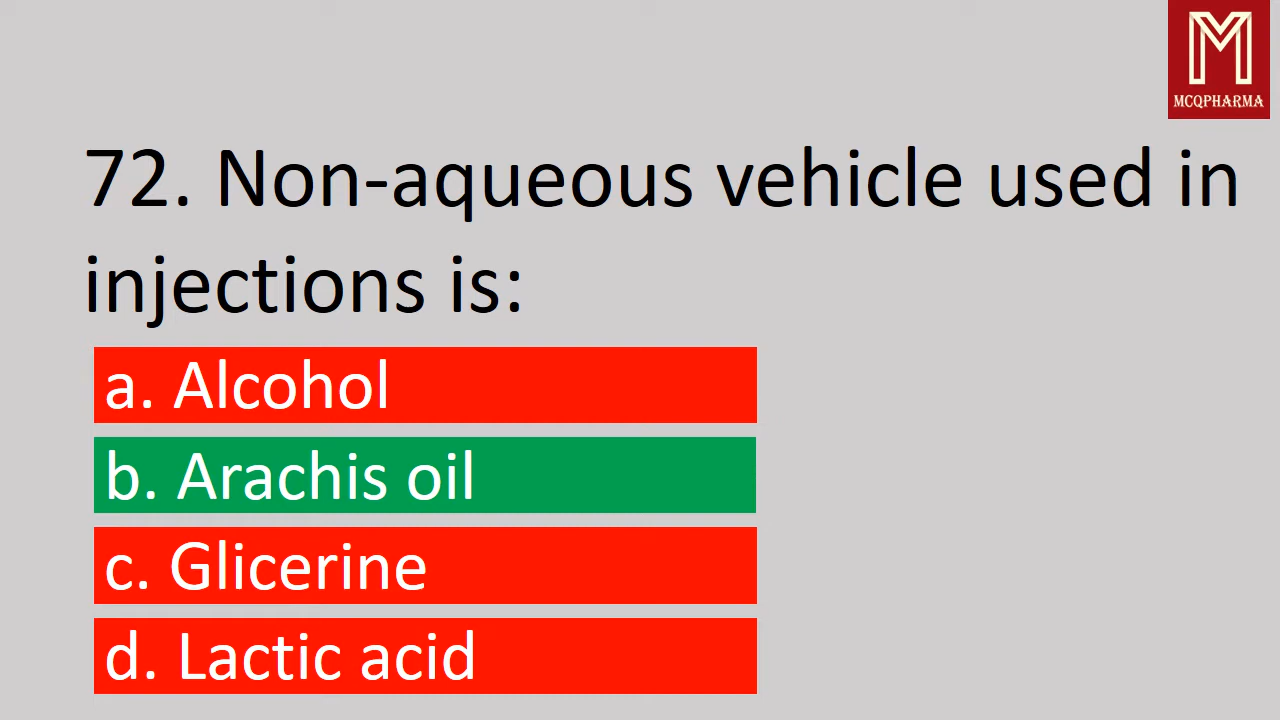 MCQPHARMA
72. Non-aqueous vehicle used in
injections is:
a. Alcohol
b. Arachis oil
c. Glicerine
d. Lactic acid